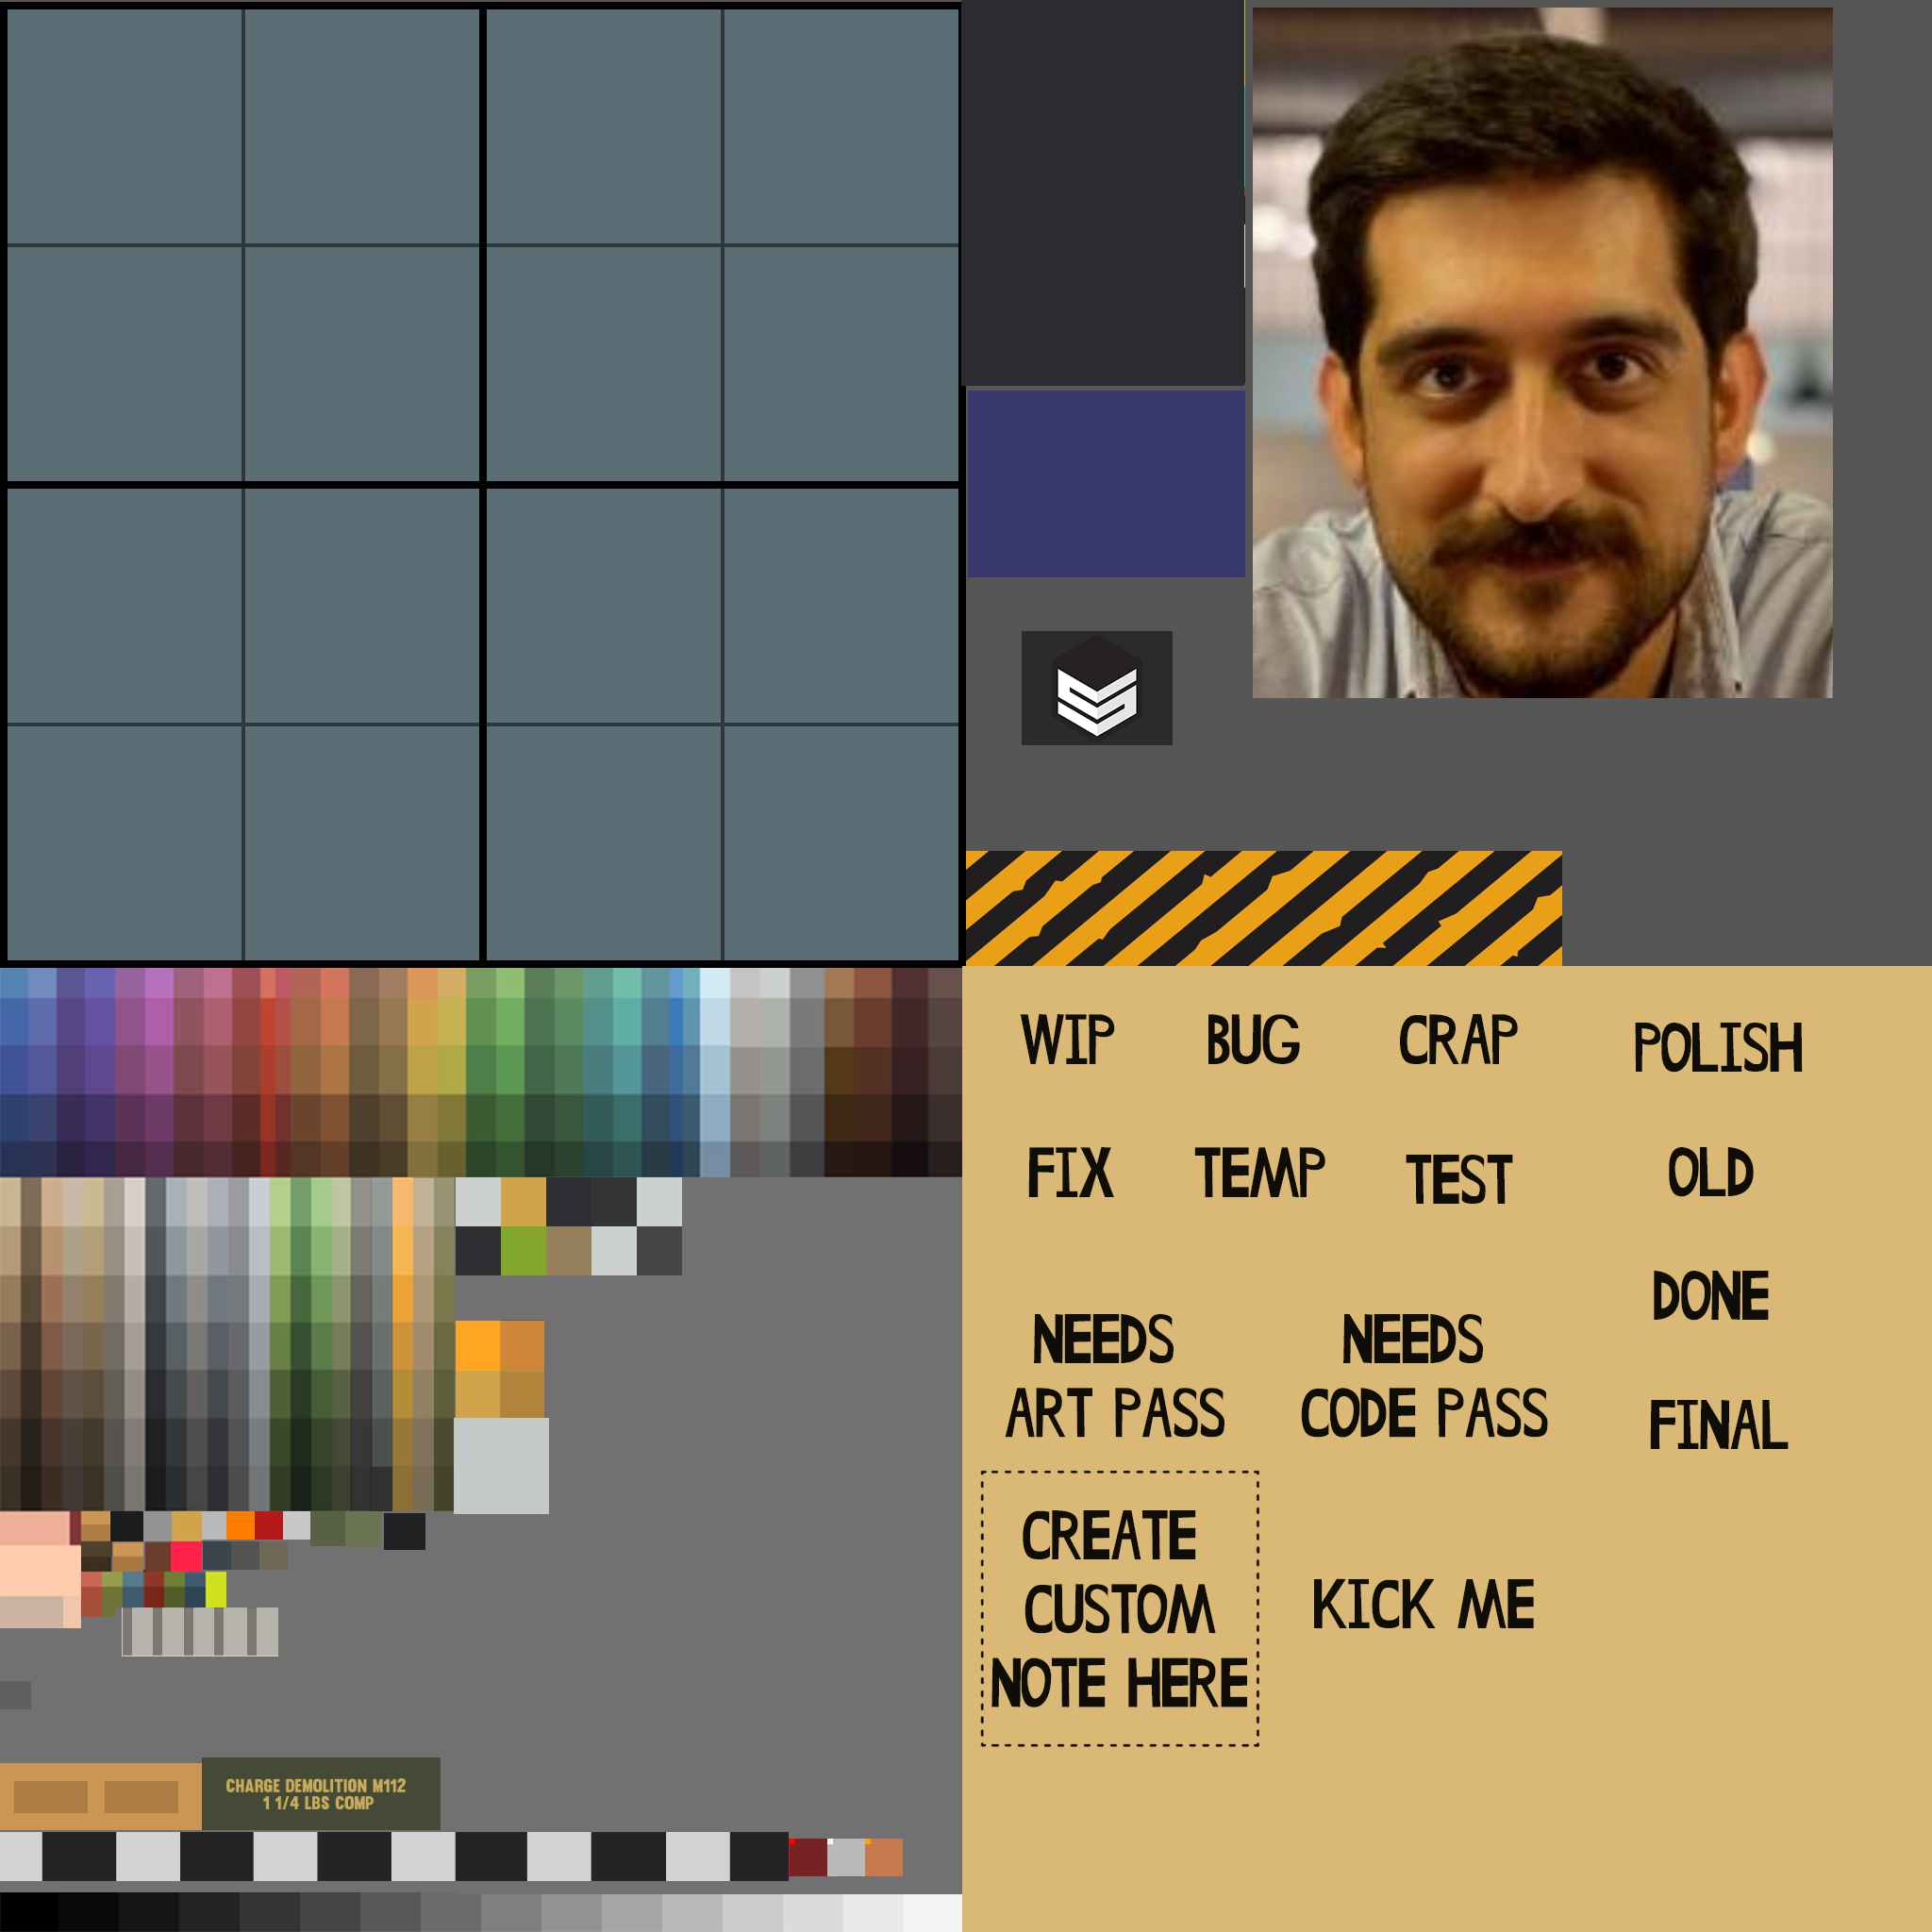 WIP
BUG
CRAP
POLISH
FIX
TEMP
TEST
OLD
DONE
NEEDS
ART PASS
NEEDS
CODE PASS
FINAL
CREATE
CUSTOM
NOTE HERE
KICK ME
CHARGE DEMOLITION M112
1 1/4 LBS COMP